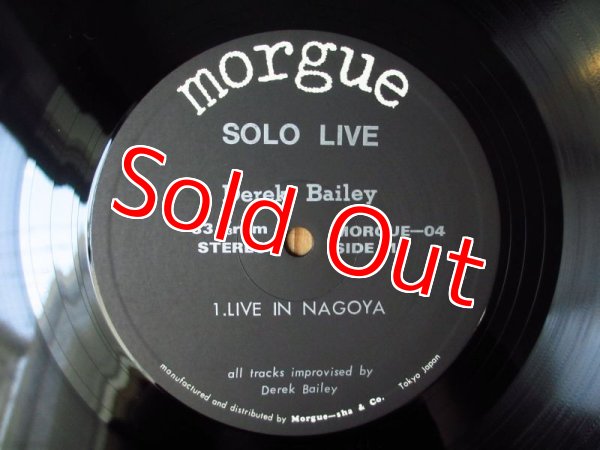 morgue
SOLO LIVE
Derek Bailey
STEREO
MORGUE-04
SIDE
1.LIVE IN NAGOYA
all tracks improvised by
Derek Bailey
manufactured and distributed by Morgue-sha & Co. Tokyo Japan
Sold Out